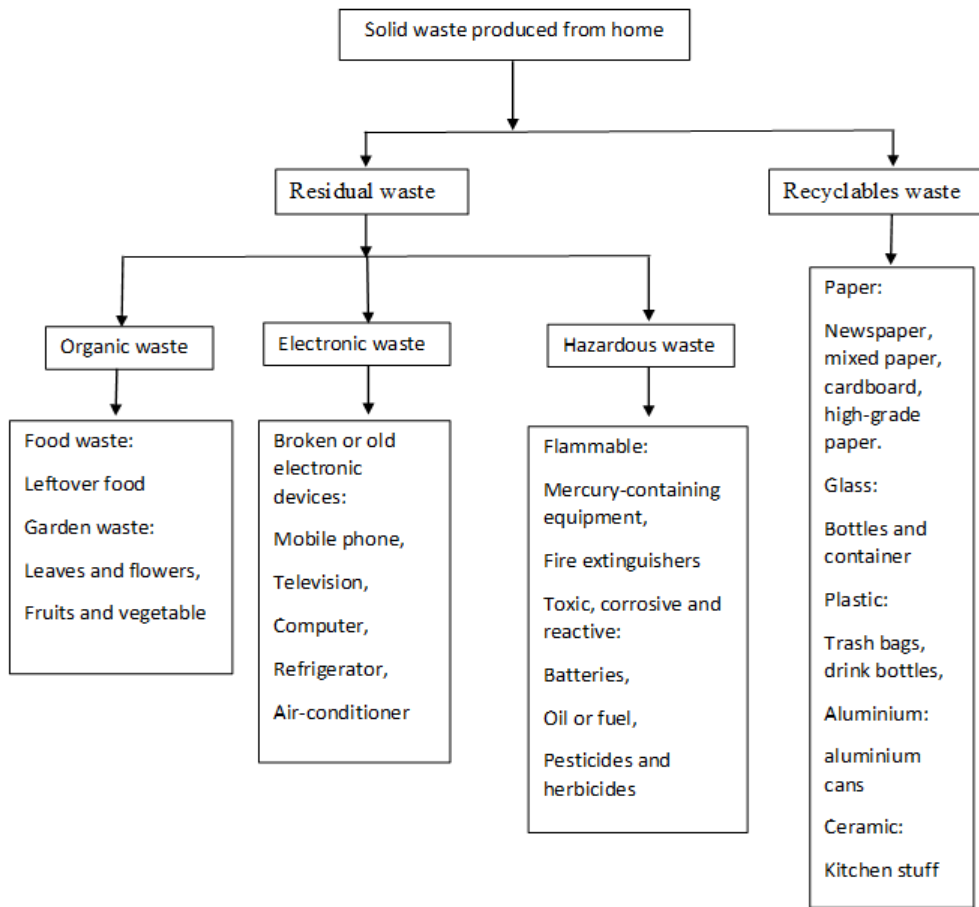 Solid waste produced from home
Residual waste
Recyclables waste
Organic waste
Electronic waste
Hazardous waste
Food waste:
Leftover food
Garden waste:
Leaves and flowers,
Fruits and vegetable
Broken or old
electronic
devices:
Mobile phone,
Television,
Computer,
Refrigerator,
Air-conditioner
Flammable:
Mercury-containing
equipment,
Fire extinguishers
Toxic, corrosive and
reactive:
Batteries,
Oil or fuel,
Pesticides and
herbicides
Paper:
Newspaper,
mixed paper,
cardboard,
high-grade
paper.
Glass:
Bottles and
container
Plastic:
Trash bags,
drink bottles,
Aluminium:
aluminium
cans
Ceramic:
Kitchen stuff